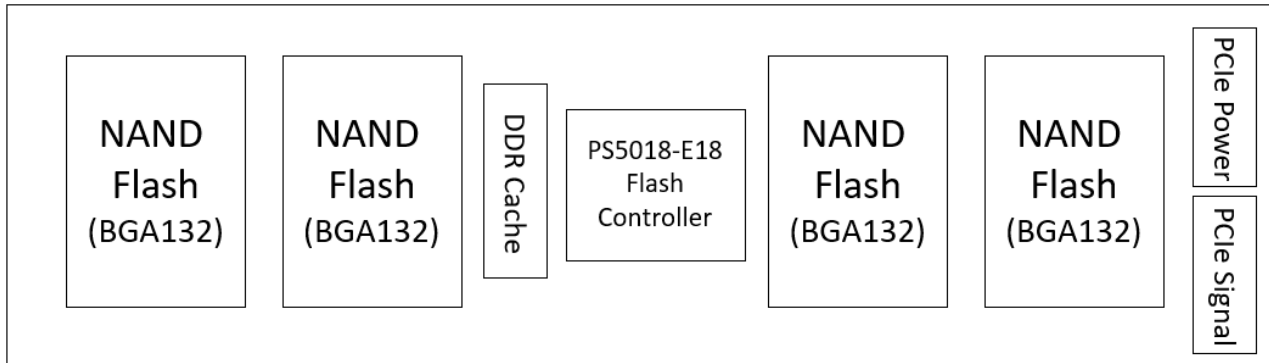 NAND
Flash
(BGA132)
NAND
Flash
(BGA132)
DDR Cache
PS5018-E18
Flash
Controller
NAND
Flash
(BGA132)
NAND
Flash
(BGA132)
PCIe Power
PCIe Signal